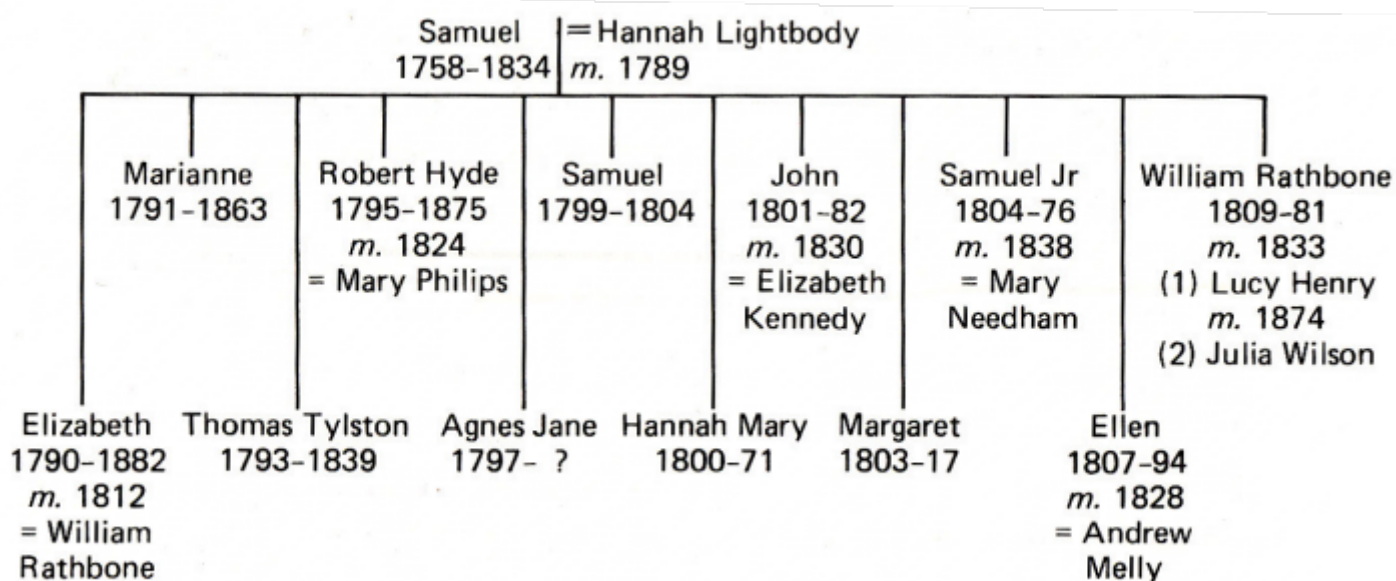 Samuel = Hannah Lightbody
1758-1834 m. 1789
Marianne
1791-1863
Robert Hyde
1795-1875
m. 1824
= Mary Philips
Samuel
1799-1804
John
1801-82
m. 1830
= Elizabeth
Kennedy
Samuel Jr
1804-76
m. 1838
= Mary
Needham
William Rathbone
1809-81
m. 1833
(1) Lucy Henry
m. 1874
(2) Julia Wilson
Elizabeth
1790-1882
m. 1812
= William
Rathbone
Thomas Tylston
1793-1839
Agnes Jane
1797- ?
Hannah Mary
1800-71
Margaret
1803-17
Ellen
1807-94
m. 1828
= Andrew
Melly